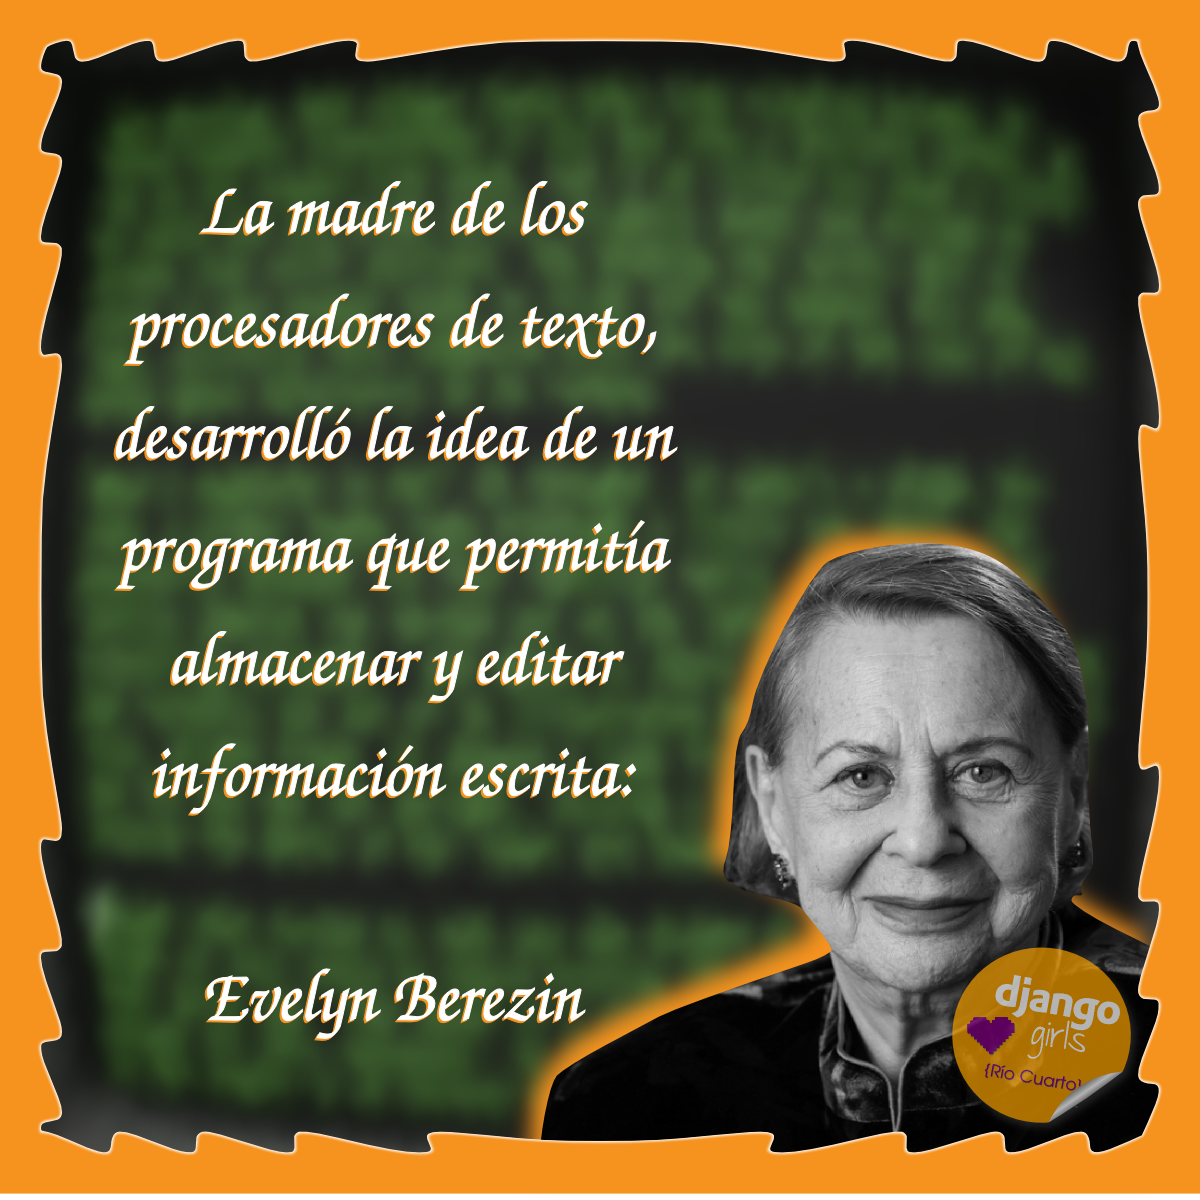 La madre de los
procesadores de texto,
desarrolló la idea de un
programa que permitía
almacenar y editar
información escrita:
Evelyn Berezin
django
girls
{Río Cuarto}